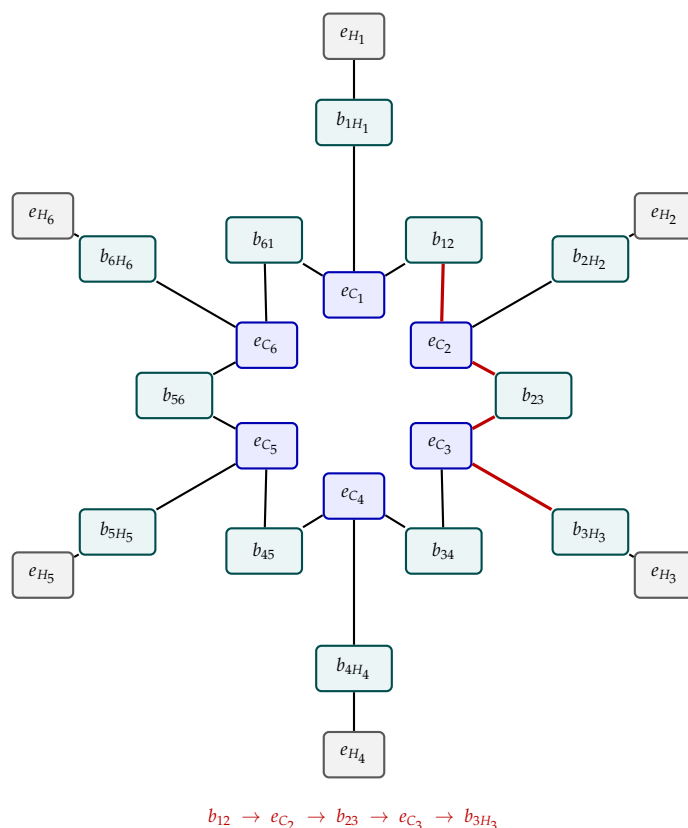 e_{H_1}
b_{1H_1}
e_{H_6} e_{H_2}
b_{61} b_{12}
b_{6H_6} b_{2H_2}
e_{C_1}
e_{C_6} e_{C_2}
b_{56} b_{23}
e_{C_5} e_{C_3}
e_{C_4}
b_{5H_5} b_{3H_3}
b_{45} b_{34}
e_{H_5} e_{H_3}
b_{4H_4}
e_{H_4}
b_{12} → e_{C_2} → b_{23} → e_{C_3} → b_{3H_3}